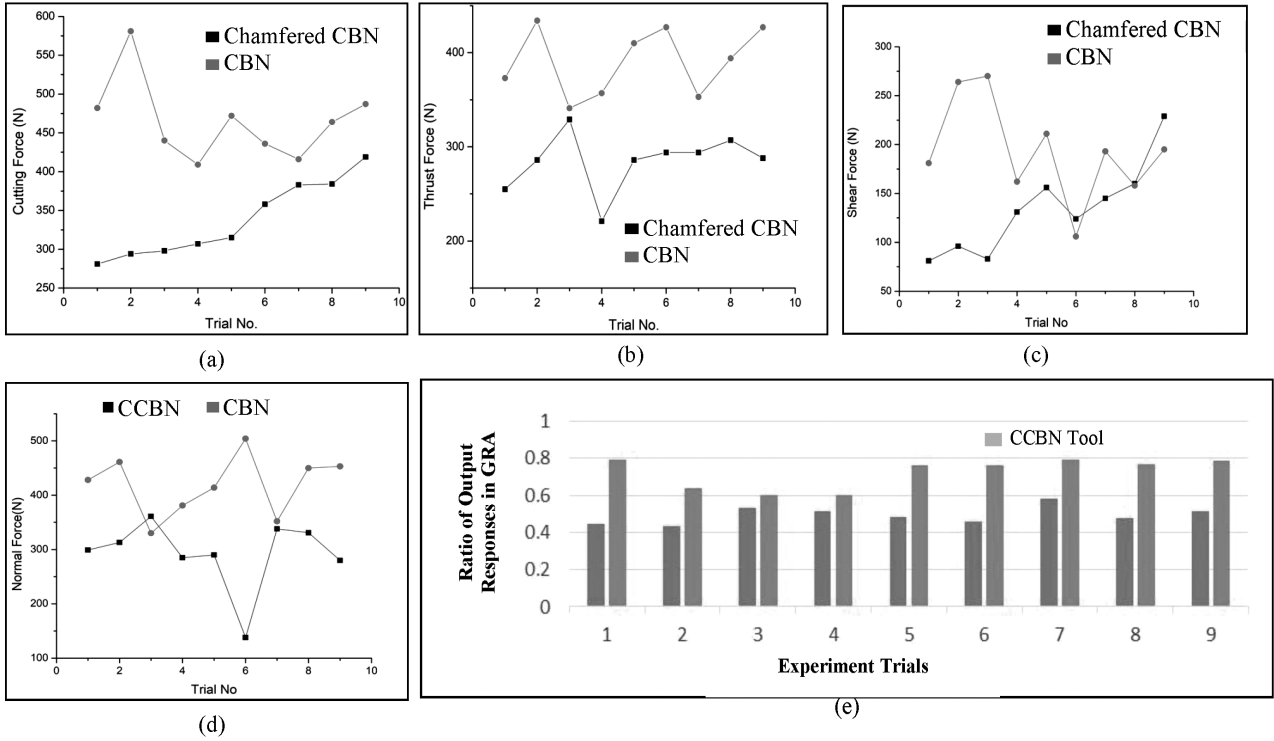 600
550
500
450
400
350
300
250
Cutting Force (N)
Chamfered CBN
CBN
0 2 4 6 8 10
Trial No.
(a)
400
300
200
Thrust Force (N)
Chamfered CBN
CBN
0 2 4 6 8 10
Trial No.
(b)
300
250
200
150
100
50
Shear Force (N)
Chamfered CBN
CBN
0 2 4 6 8 10
Trial No
(c)
CCBN CBN
500
400
300
200
100
Normal Force(N)
0 2 4 6 8 10
Trial No
(d)
Ratio of Output
Responses in GRA
1
0.8
0.6
0.4
0.2
0
CCBN Tool
1 2 3 4 5 6 7 8 9
Experiment Trials
(e)